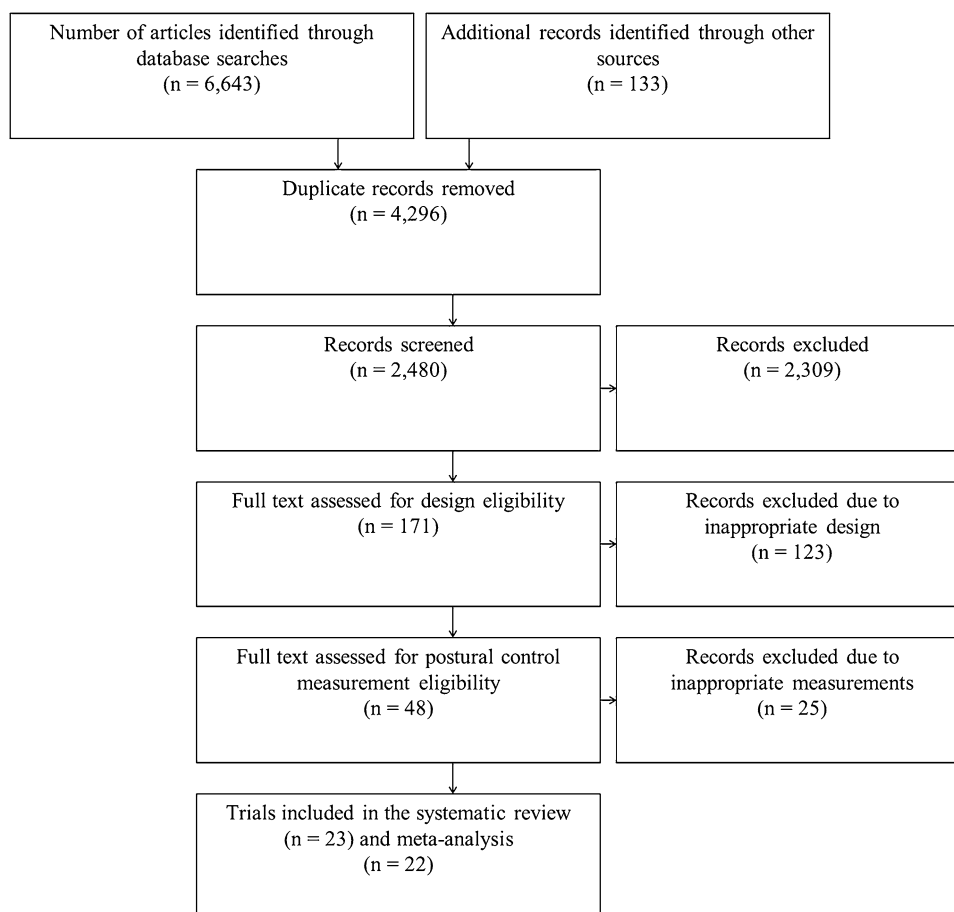 Number of articles identified through
database searches
(n = 6,643)
Additional records identified through other
sources
(n = 133)
Duplicate records removed
(n = 4,296)
Records screened
(n = 2,480)
Records excluded
(n = 2,309)
Full text assessed for design eligibility
(n = 171)
Records excluded due to
inappropriate design
(n = 123)
Full text assessed for postural control
measurement eligibility
(n = 48)
Records excluded due to
inappropriate measurements
(n = 25)
Trials included in the systematic review
(n = 23) and meta-analysis
(n = 22)